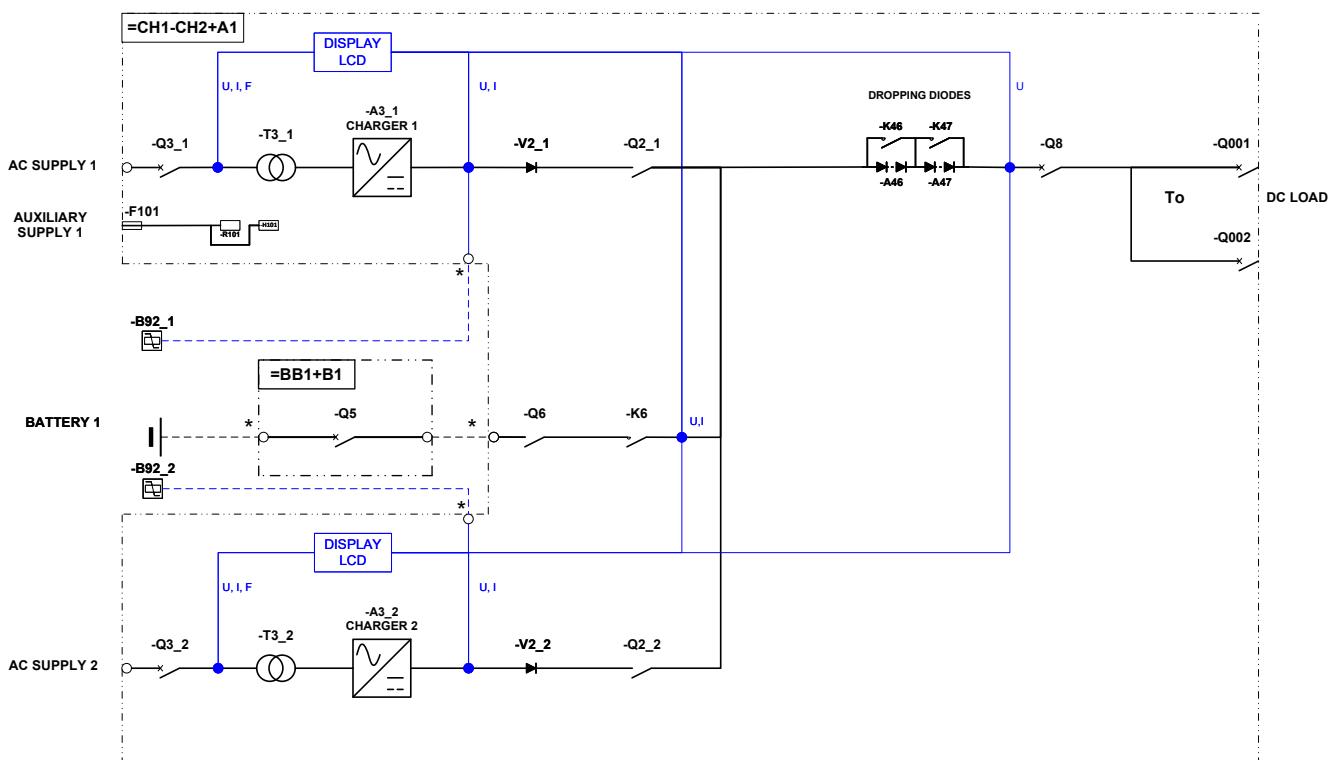 =CH1-CH2+A1
DISPLAY
LCD
U, I, F
U, I
U
DROPPING DIODES
-A3_1
CHARGER 1
-Q3_1
-T3_1
-V2_1
-Q2_1
-K46
-K47
-Q8
-Q001
AC SUPPLY 1
-A46
-A47
To
DC LOAD
AUXILIARY
SUPPLY 1
-F101
-R101
-H101
-Q002
*
-B92_1
=BB1+B1
BATTERY 1
*
-Q5
*
-Q6
-K6
U,I
-B92_2
*
DISPLAY
LCD
U, I, F
U, I
-A3_2
CHARGER 2
-Q3_2
-T3_2
-V2_2
-Q2_2
AC SUPPLY 2